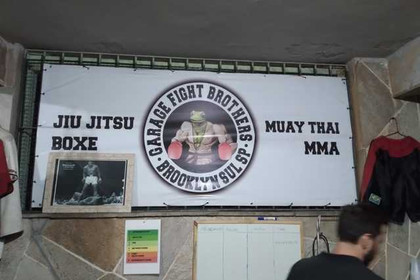 JIU JITSU
BOXE
GARAGE FIGHT BROTHERS
BROOKLYN SUL SP
MUAY THAI
MMA